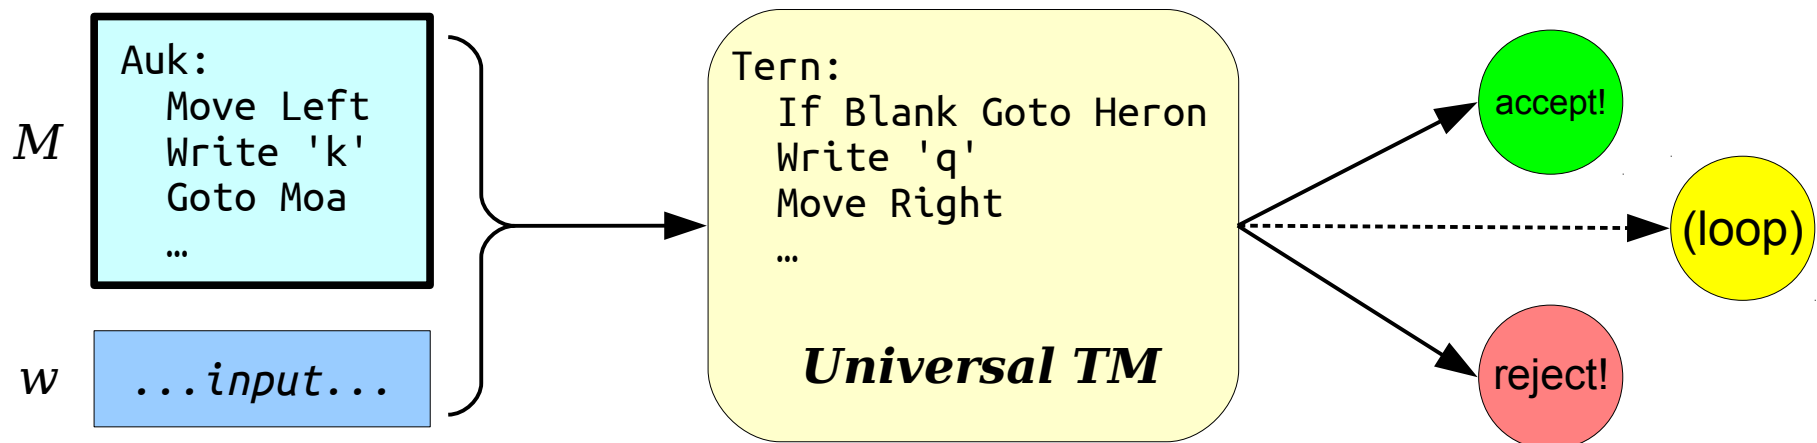 M
Auk:
Move Left
Write 'k'
Goto Moa
…
w
...input...
Tern:
If Blank Goto Heron
Write 'q'
Move Right
…
Universal TM
accept!
(loop)
reject!